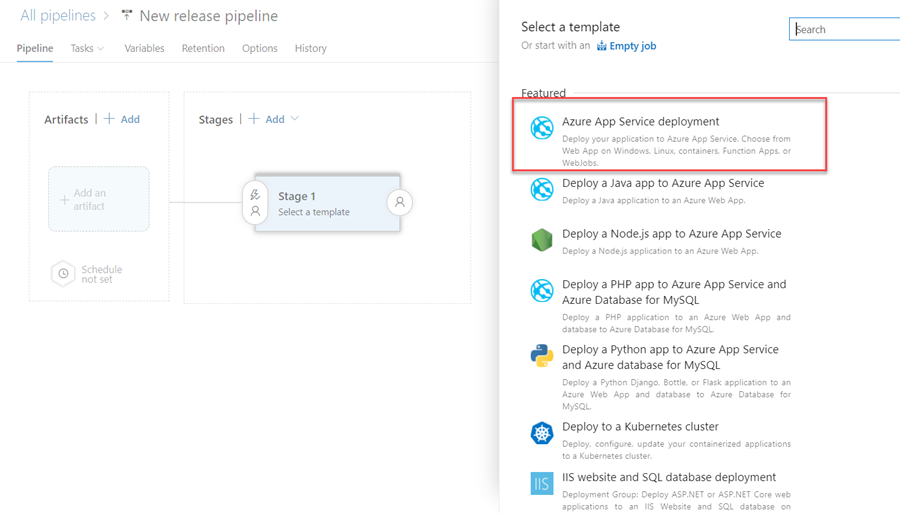 All pipelines > New release pipeline
Pipeline Tasks Variables Retention Options History
Artifacts | + Add
Stages | + Add
+ Add an
artifact
Schedule
not set
Stage 1
Select a template
Select a template
Or start with an Empty job
Search
Featured
Azure App Service deployment
Deploy your application to Azure App Service. Choose from
Web App on Windows, Linux, containers, Function Apps, or
WebJobs.
Deploy a Java app to Azure App Service
Deploy a Java application to an Azure Web App.
Deploy a Node.js app to Azure App Service
Deploy a Node.js application to an Azure Web App.
Deploy a PHP app to Azure App Service and
Azure Database for MySQL
Deploy a PHP application to an Azure Web App and
database to Azure Database for MySQL.
Deploy a Python app to Azure App Service
and Azure database for MySQL
Deploy a Python Django, Bottle, or Flask application to an
Azure Web App and database to Azure Database for
MySQL.
Deploy to a Kubernetes cluster
Deploy, configure, update your containerized applications
to a Kubernetes cluster.
IIS
IIS website and SQL database deployment
Deployment Group: Deploy ASP.NET or ASP.NET Core web
applications to an IIS Website and SQL database on